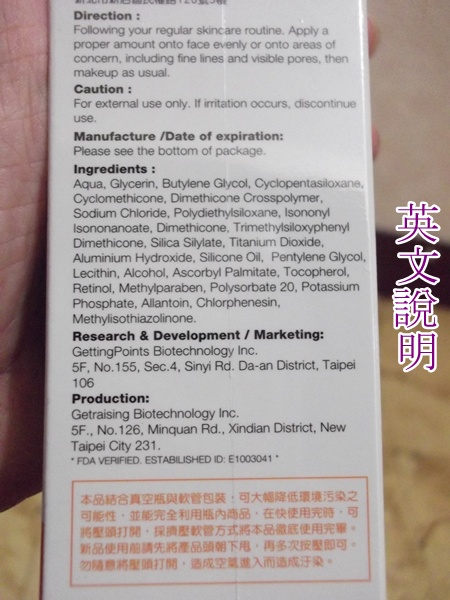 Direction :
Following your regular skincare routine. Apply a
proper amount onto face evenly or onto areas of
concern, including fine lines and visible pores, then
makeup as usual.
Caution :
For external use only. If irritation occurs, discontinue
use.
Manufacture /Date of expiration:
Please see the bottom of package.
Ingredients :
Aqua, Glycerin, Butylene Glycol, Cyclopentasiloxane,
Cyclomethicone, Dimethicone Crosspolymer,
Sodium Chloride, Polydiethylsiloxane, Isononyl
Isononanoate, Dimethicone, Trimethylsiloxyphenyl
Dimethicone, Silica Silylate, Titanium Dioxide,
Aluminium Hydroxide, Silicone Oil, Pentylene Glycol,
Lecithin, Alcohol, Ascorbyl Palmitate, Tocopherol,
Retinol, Methylparaben, Polysorbate 20, Potassium
Phosphate, Allantoin, Chlorphenesin,
Methylisothiazolinone.
Research & Development / Marketing:
GettingPoints Biotechnology Inc.
5F, No.155, Sec.4, Sinyi Rd. Da-an District, Taipei
106
Production:
Getraising Biotechnology Inc.
5F., No.126, Minquan Rd., Xindian District, New
Taipei City 231.
* FDA VERIFIED. ESTABILISHED ID: E1003041 *
本品結合真空瓶與軟管包裝，可大幅降低環境污染之
可能性，並能完全利用瓶內商品，在快使用完時，可
將壓頭打開，採擠壓軟管方式將本品徹底使用完畢。
新品使用前請先將產品頭朝下甩，再多次按壓即可。
勿隨意將壓頭打開，造成空氣進入而造成汙染。
英文說明